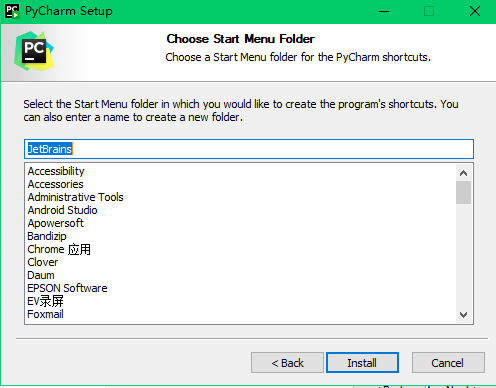 PyCharm Setup
PC
Choose Start Menu Folder
Choose a Start Menu folder for the PyCharm shortcuts.
Select the Start Menu folder in which you would like to create the program's shortcuts. You
can also enter a name to create a new folder.
JetBrains
Accessibility
Accessories
Administrative Tools
Android Studio
Apowersoft
Bandizip
Chrome 应用
Clover
Daum
EPSON Software
EV录屏
Foxmail
< Back
Install
Cancel